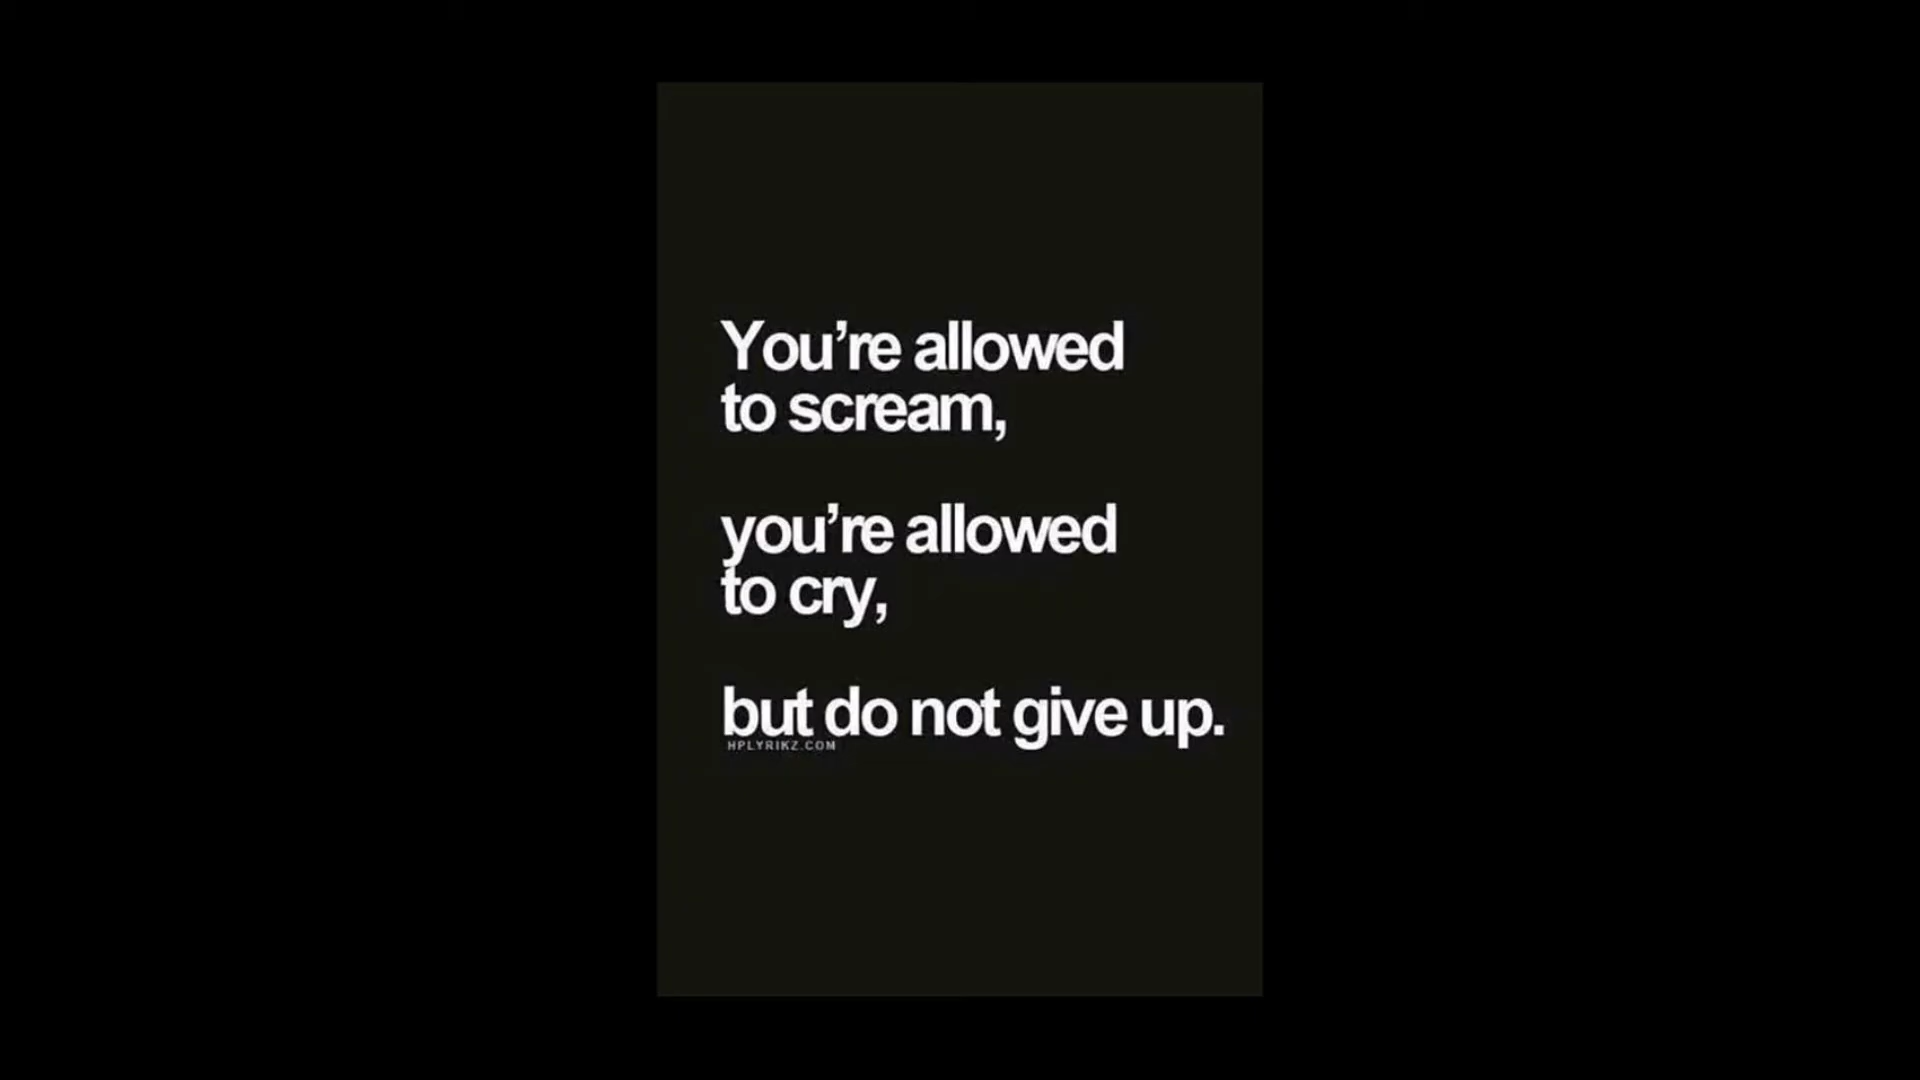 You’re allowed
to scream,
you’re allowed
to cry,
but do not give up.
HPLYRIKZ.COM